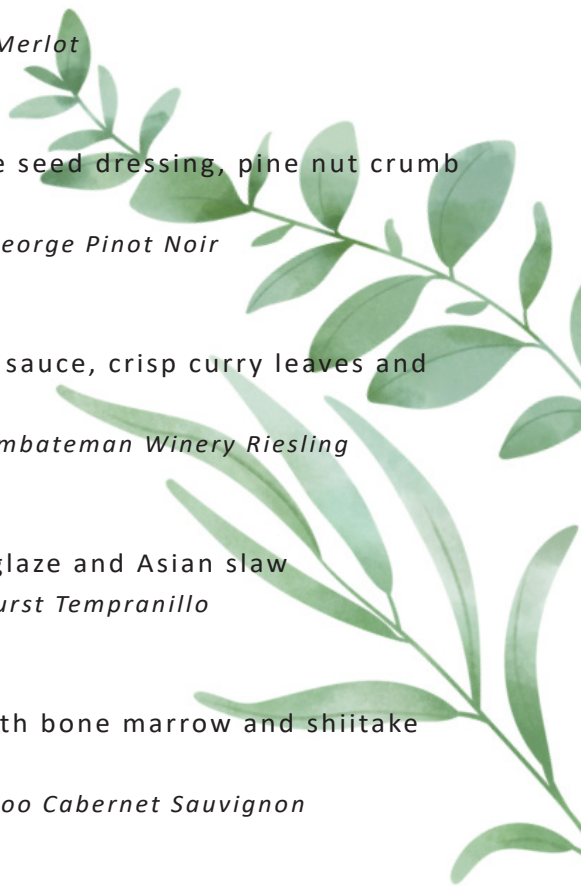 Merlot
e seed dressing, pine nut crumb
eorge Pinot Noir
sauce, crisp curry leaves and
mbateman Winery Riesling
glaze and Asian slaw
urst Tempranillo
th bone marrow and shiitake
oo Cabernet Sauvignon